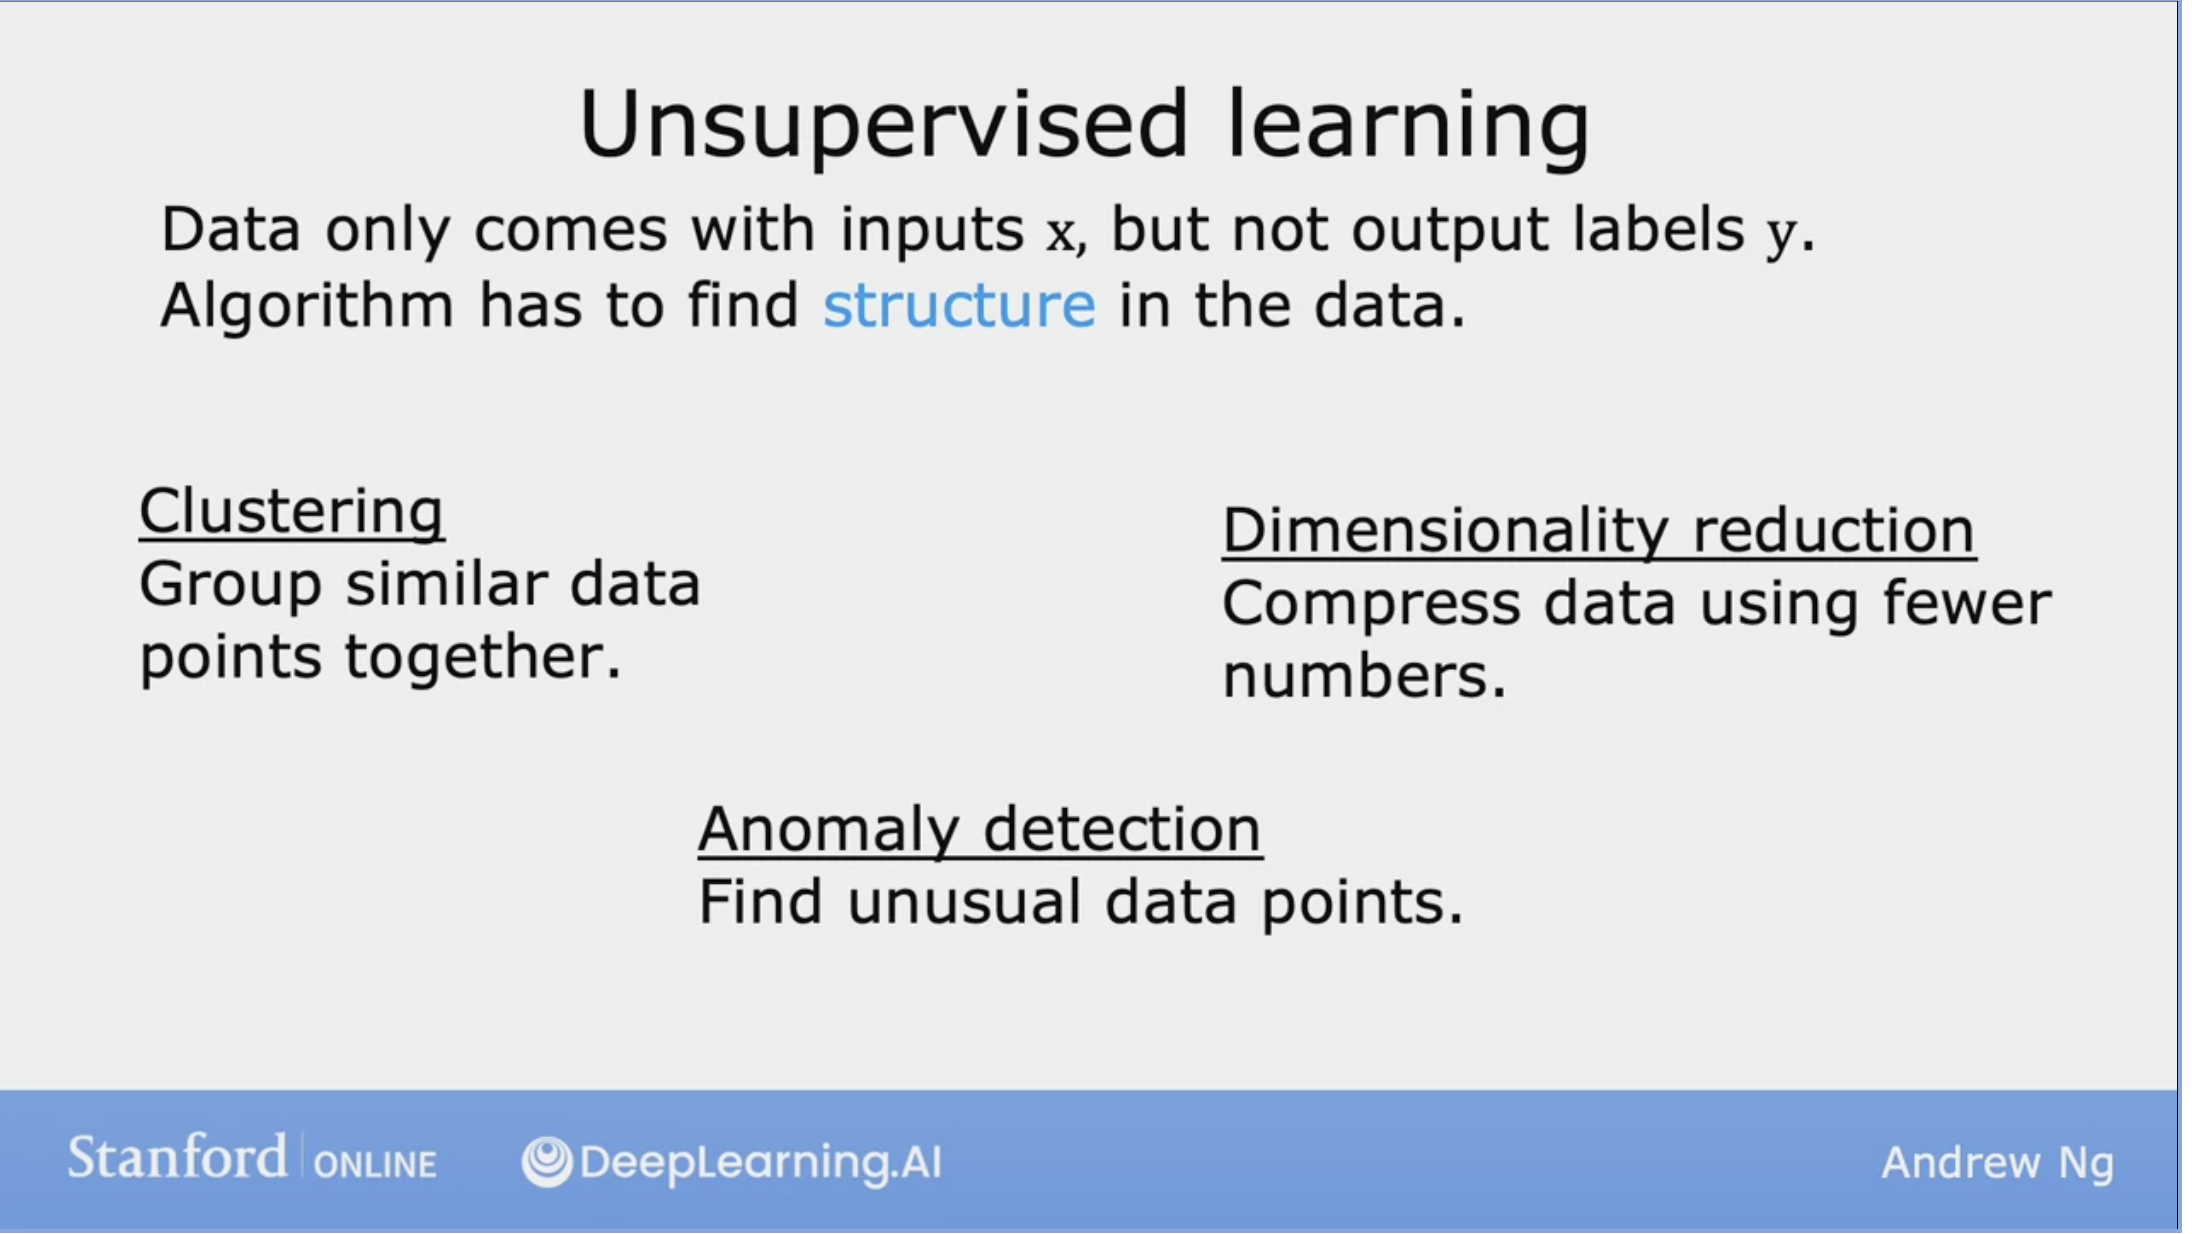 Unsupervised learning
Data only comes with inputs x, but not output labels y.
Algorithm has to find structure in the data.
Clustering
Group similar data
points together.
Dimensionality reduction
Compress data using fewer
numbers.
Anomaly detection
Find unusual data points.
Stanford | ONLINE
DeepLearning.AI
Andrew Ng